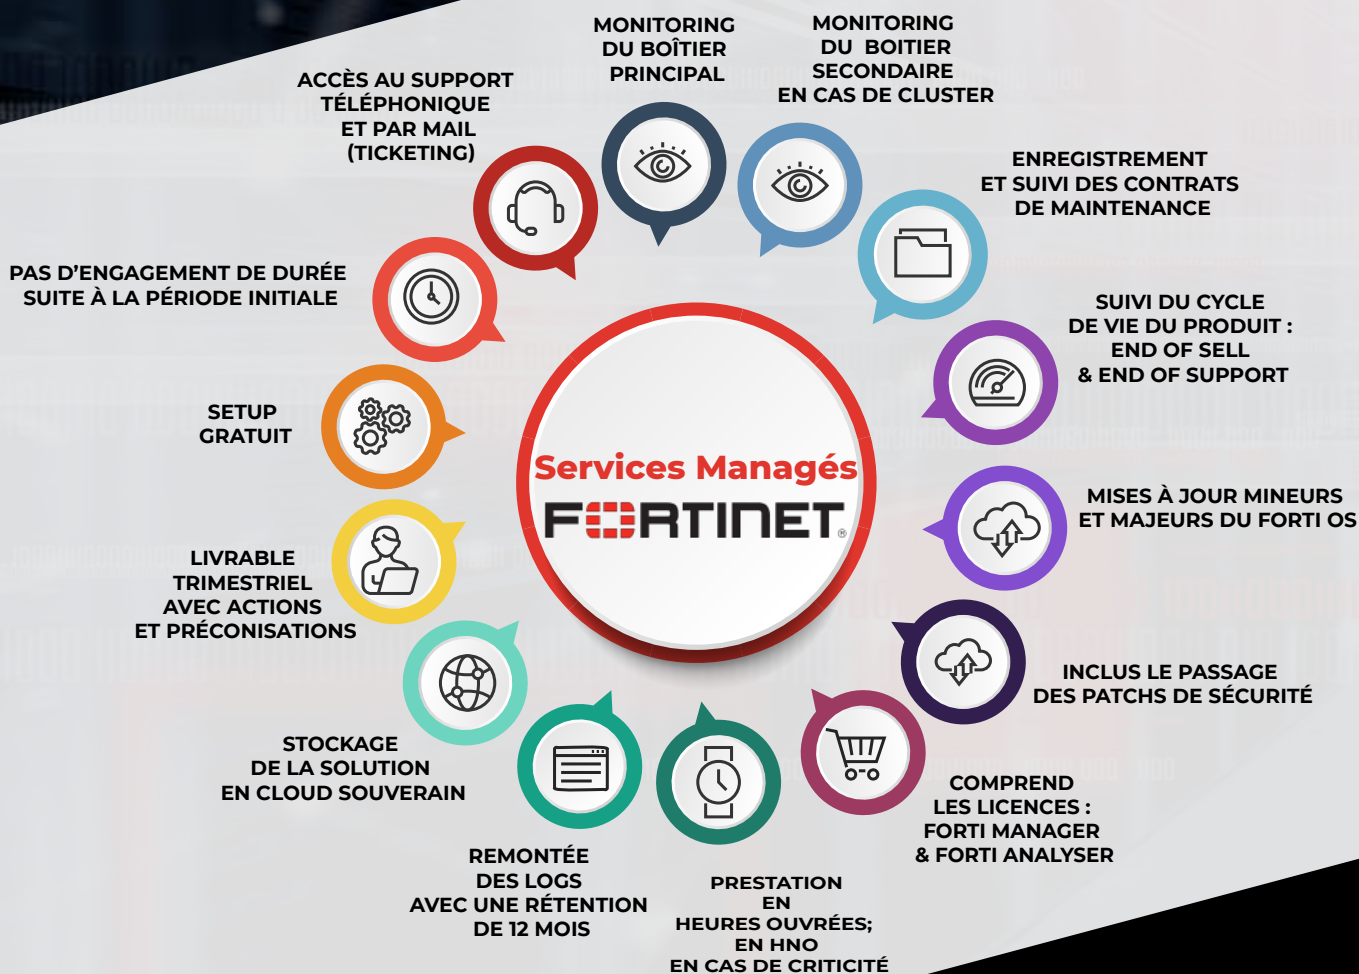 MONITORING
DU BOÎTIER
PRINCIPAL
MONITORING
DU BOITIER
SECONDAIRE
EN CAS DE CLUSTER
ENREGISTREMENT
ET SUIVI DES CONTRATS
DE MAINTENANCE
SUIVI DU CYCLE
DE VIE DU PRODUIT :
END OF SELL
& END OF SUPPORT
MISES À JOUR MINEURS
ET MAJEURS DU FORTI OS
INCLUS LE PASSAGE
DES PATCHS DE SÉCURITÉ
COMPREND
LES LICENCES :
FORTI MANAGER
& FORTI ANALYSER
PRESTATION
EN
HEURES OUVRÉES;
EN HNO
EN CAS DE CRITICITÉ
REMONTÉE
DES LOGS
AVEC UNE RÉTENTION
DE 12 MOIS
STOCKAGE
DE LA SOLUTION
EN CLOUD SOUVERAIN
LIVRABLE
TRIMESTRIEL
AVEC ACTIONS
ET PRÉCONISATIONS
SETUP
GRATUIT
PAS D’ENGAGEMENT DE DURÉE
SUITE À LA PÉRIODE INITIALE
ACCÈS AU SUPPORT
TÉLÉPHONIQUE
ET PAR MAIL
(TICKETING)
Services Managés
FORTINET®